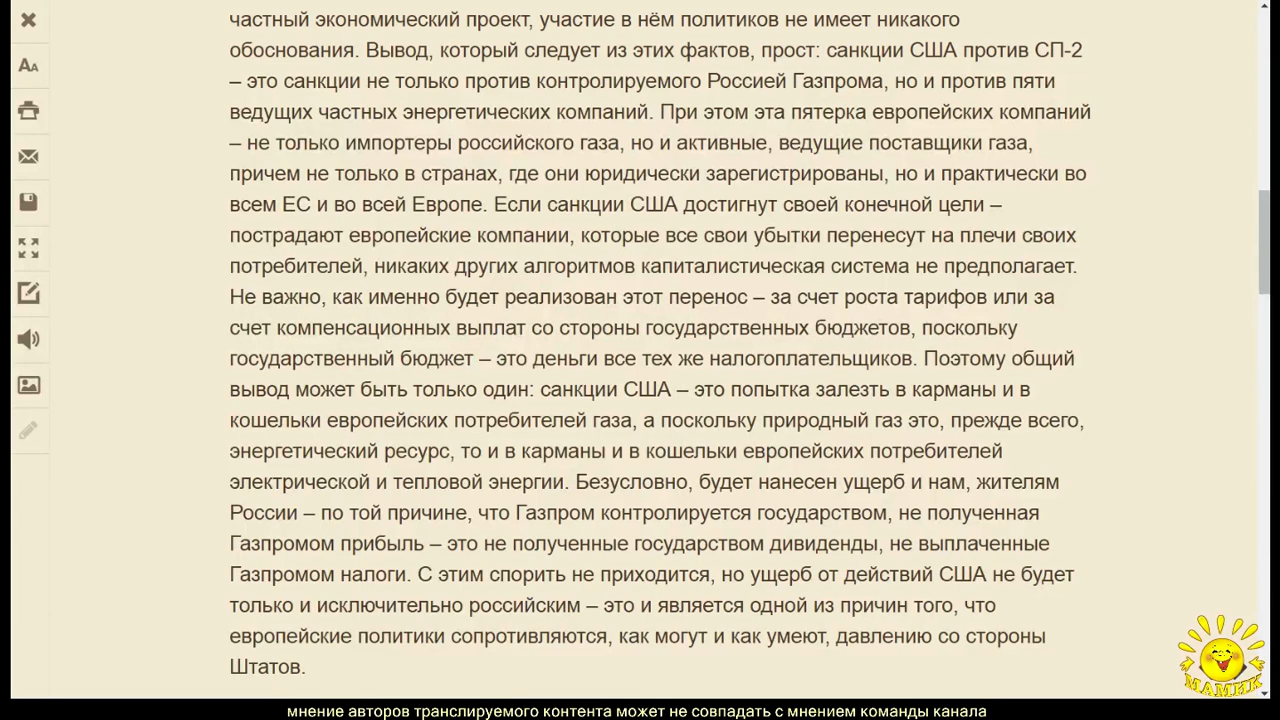 частный экономический проект, участие в нём политиков не имеет никакого
обоснования. Вывод, который следует из этих фактов, прост: санкции США против СП-2
– это санкции не только против контролируемого Россией Газпрома, но и против пяти
ведущих частных энергетических компаний. При этом эта пятерка европейских компаний
– не только импортеры российского газа, но и активные, ведущие поставщики газа,
причем не только в странах, где они юридически зарегистрированы, но и практически во
всем ЕС и во всей Европе. Если санкции США достигнут своей конечной цели –
пострадают европейские компании, которые все свои убытки перенесут на плечи своих
потребителей, никаких других алгоритмов капиталистическая система не предполагает.
Не важно, как именно будет реализован этот перенос – за счет роста тарифов или за
счет компенсационных выплат со стороны государственных бюджетов, поскольку
государственный бюджет – это деньги все тех же налогоплательщиков. Поэтому общий
вывод может быть только один: санкции США – это попытка залезть в карманы и в
кошельки европейских потребителей газа, а поскольку природный газ это, прежде всего,
энергетический ресурс, то и в карманы и в кошельки европейских потребителей
электрической и тепловой энергии. Безусловно, будет нанесен ущерб и нам, жителям
России – по той причине, что Газпром контролируется государством, не полученная
Газпромом прибыль – это не полученные государством дивиденды, не выплаченные
Газпромом налоги. С этим спорить не приходится, но ущерб от действий США не будет
только и исключительно российским – это и является одной из причин того, что
европейские политики сопротивляются, как могут и как умеют, давлению со стороны
Штатов.
МАМИК
мнение авторов транслируемого контента может не совпадать с мнением команды канала